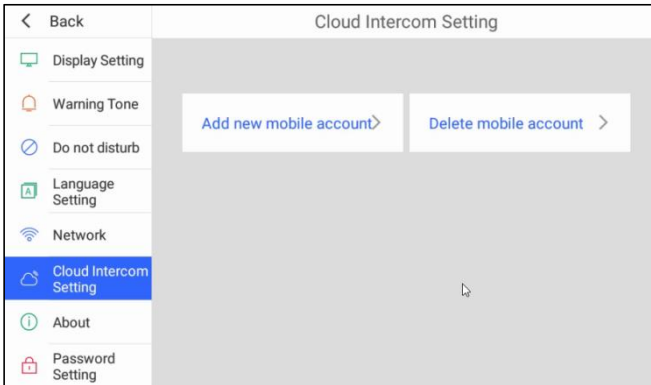 Back
Cloud Intercom Setting
Display Setting
Warning Tone
Do not disturb
Language
Setting
Network
Cloud Intercom
Setting
About
Password
Setting
Add new mobile account
Delete mobile account